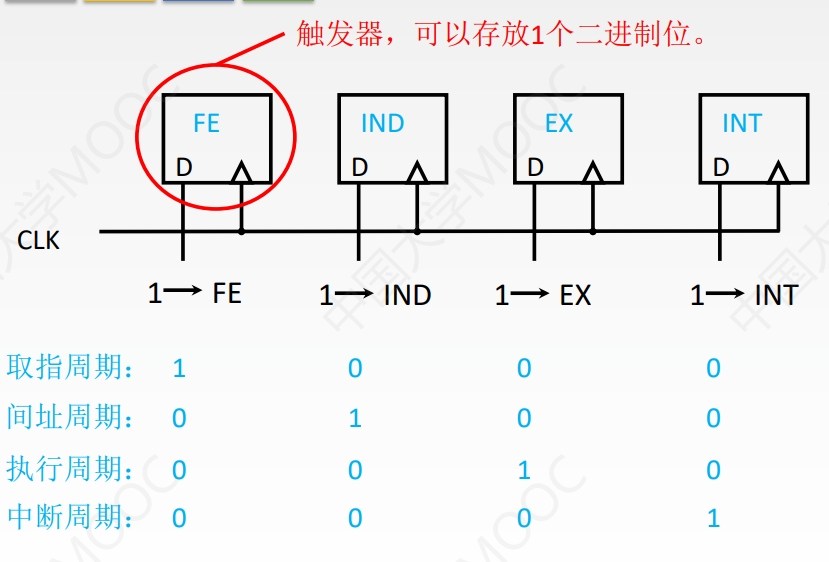 触发器，可以存放1个二进制位。
FE IND EX INT
D D D D
CLK
1→ FE 1→ IND 1→ EX 1→ INT
取指周期： 1 0 0 0
间址周期： 0 1 0 0
执行周期： 0 0 1 0
中断周期： 0 0 0 1
中国大学MOOC